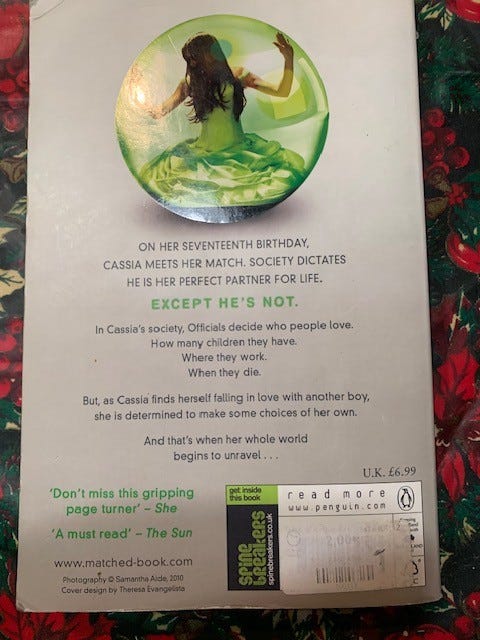 ON HER SEVENTEENTH BIRTHDAY,
CASSIA MEETS HER MATCH. SOCIETY DICTATES
HE IS HER PERFECT PARTNER FOR LIFE.
EXCEPT HE'S NOT.
In Cassia's society, Officials decide who people love.
How many children they have.
Where they work.
When they die.
But, as Cassia finds herself falling in love with another boy,
she is determined to make some choices of her own.
And that's when her whole world
begins to unravel . . .
U.K. £6.99
'Don't miss this gripping
page turner' – She
'A must read' – The Sun
www.matched-book.com
Photography © Samantha Aide, 2010
Cover design by Theresa Evangelista
get inside
this book
spine
breakers
spinebreakers.co.uk
read more
www.penguin.com